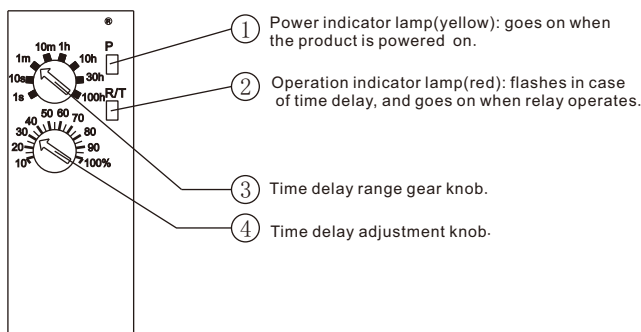 ®
P
10m 1h
1m 10h
10s 30h
1s 100h
R/T
50 60
40 70
30 80
20 90
10 100%
① Power indicator lamp(yellow): goes on when
the product is powered on.
② Operation indicator lamp(red): flashes in case
of time delay, and goes on when relay operates.
③ Time delay range gear knob.
④ Time delay adjustment knob.